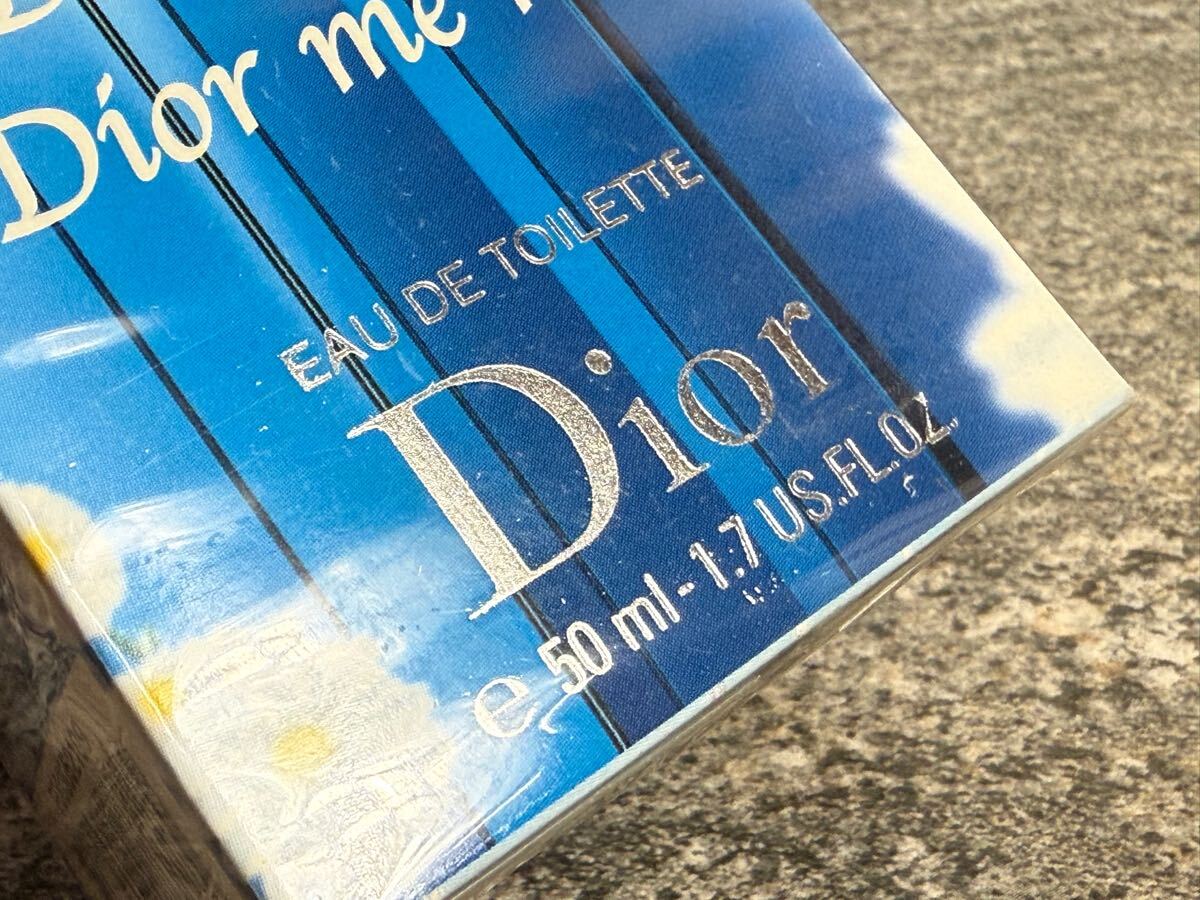 Dior me
EAU DE TOILETTE
Dior
e 50 ml - 1.7 US.FL.OZ.